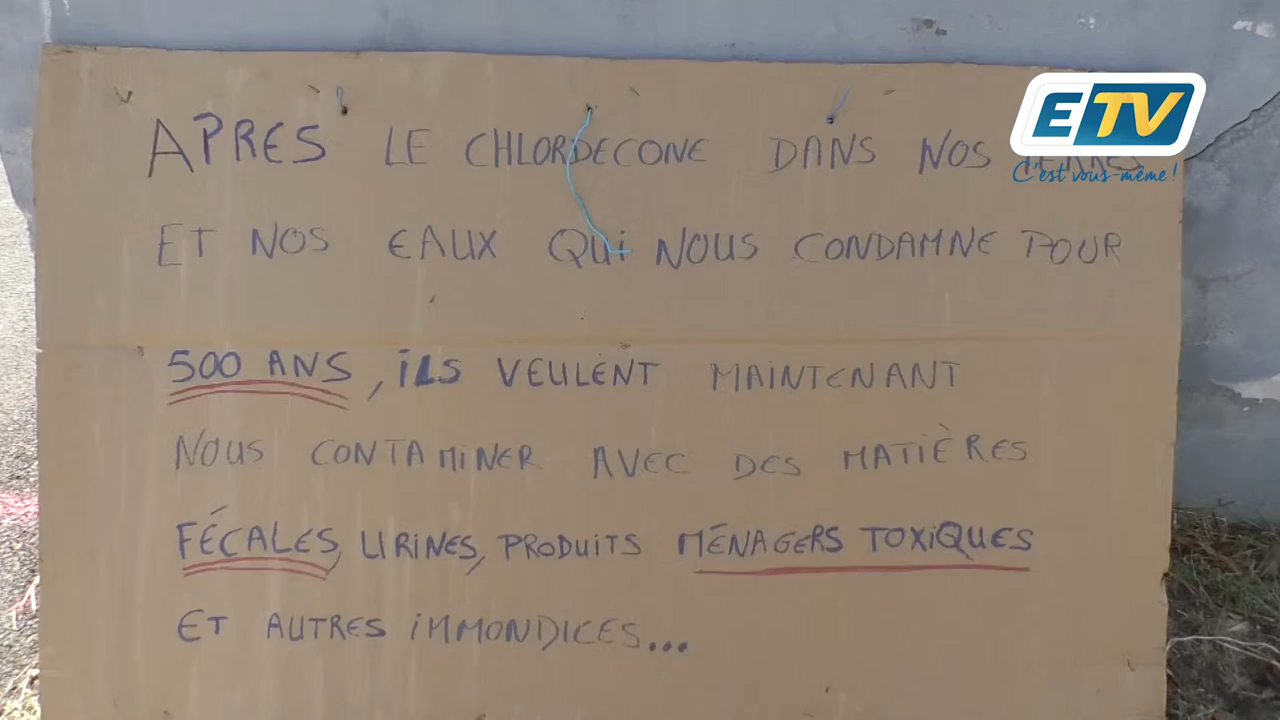 ETV
C'est vous-même !
APRES LE CHLORDECONE DANS NOS TERRES
ET NOS EAUX QUi NOUS CONDAMNE POUR
500 ANS, iLS VEULENT MAiNTENANT
NOUS CONTAMiNER AVEC DES MATiÈRES
FÉCALES, URiNES, PRODUiTS MÉNAGERS TOXiQUES
ET AUTRES iMMONDiCES...